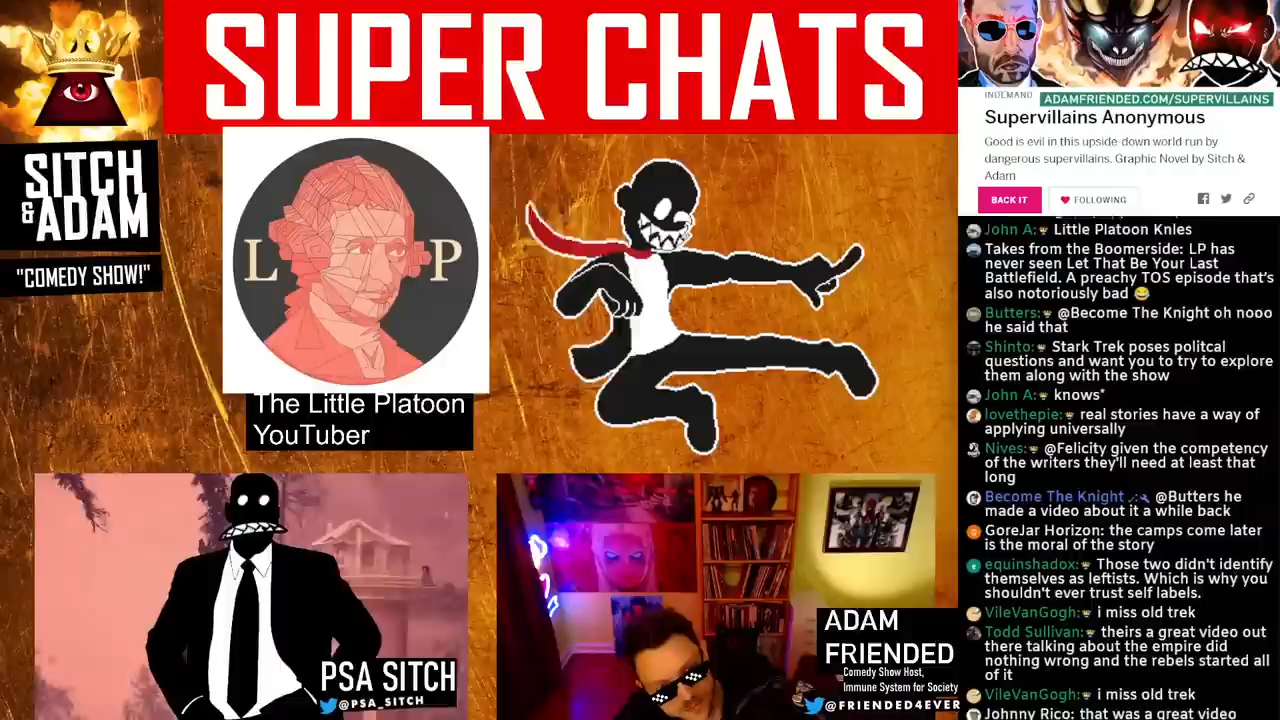 SUPER CHATS
SITCH
& ADAM
"COMEDY SHOW!"
L P
The Little Platoon
YouTuber
PSA SITCH
@PSA_SITCH
ADAM
FRIENDED
Comedy Show Host,
Immune System for Society
@FRIENDED4EVER
INDEMAND
ADAMFRIENDED.COM/SUPERVILLAINS
Supervillains Anonymous
Good is evil in this upside-down world run by
dangerous supervillains. Graphic Novel by Sitch &
Adam
BACK IT
FOLLOWING
John A: Little Platoon Knles
Takes from the Boomerside: LP has
never seen Let That Be Your Last
Battlefield. A preachy TOS episode that's
also notoriously bad 😂
Butters: @Become The Knight oh nooo
he said that
Shinto: Stark Trek poses politcal
questions and want you to try to explore
them along with the show
John A: knows*
lovethepie: real stories have a way of
applying universally
Nives: @Felicity given the competency
of the writers they'll need at least that
long
Become The Knight @Butters he
made a video about it a while back
GoreJar Horizon: the camps come later
is the moral of the story
equinshadox: Those two didn't identify
themselves as leftists. Which is why you
shouldn't ever trust self labels.
VileVanGogh: i miss old trek
Todd Sullivan: theirs a great video out
there talking about the empire did
nothing wrong and the rebels started all
of it
VileVanGogh: i miss old trek
Johnny Rico: that was a great video